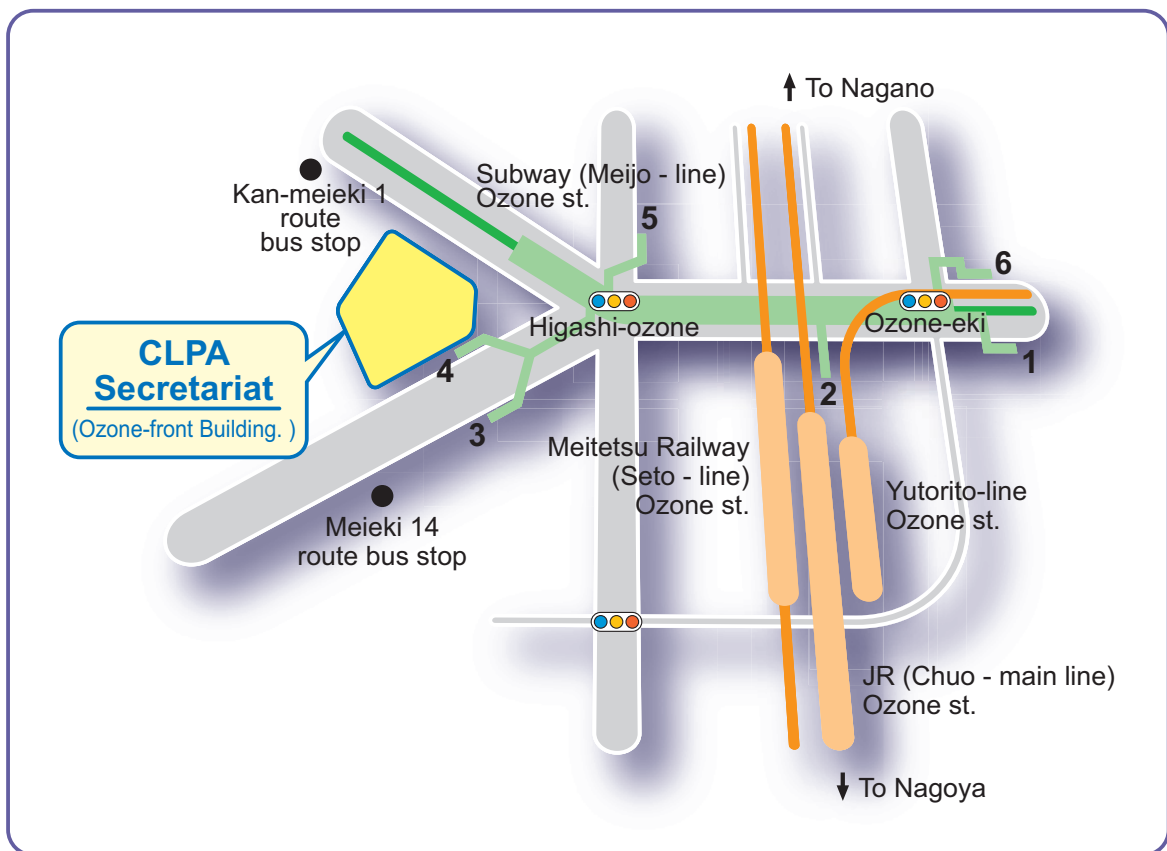 To Nagano
Subway (Meijo - line)
Ozone st.
Kan-meieki 1
route
bus stop
5
6
Higashi-ozone
Ozone-eki
CLPA
Secretariat
(Ozone-front Building. )
4
3
2
1
Meitetsu Railway
(Seto - line)
Ozone st.
Yutorito-line
Ozone st.
Meieki 14
route bus stop
JR (Chuo - main line)
Ozone st.
To Nagoya